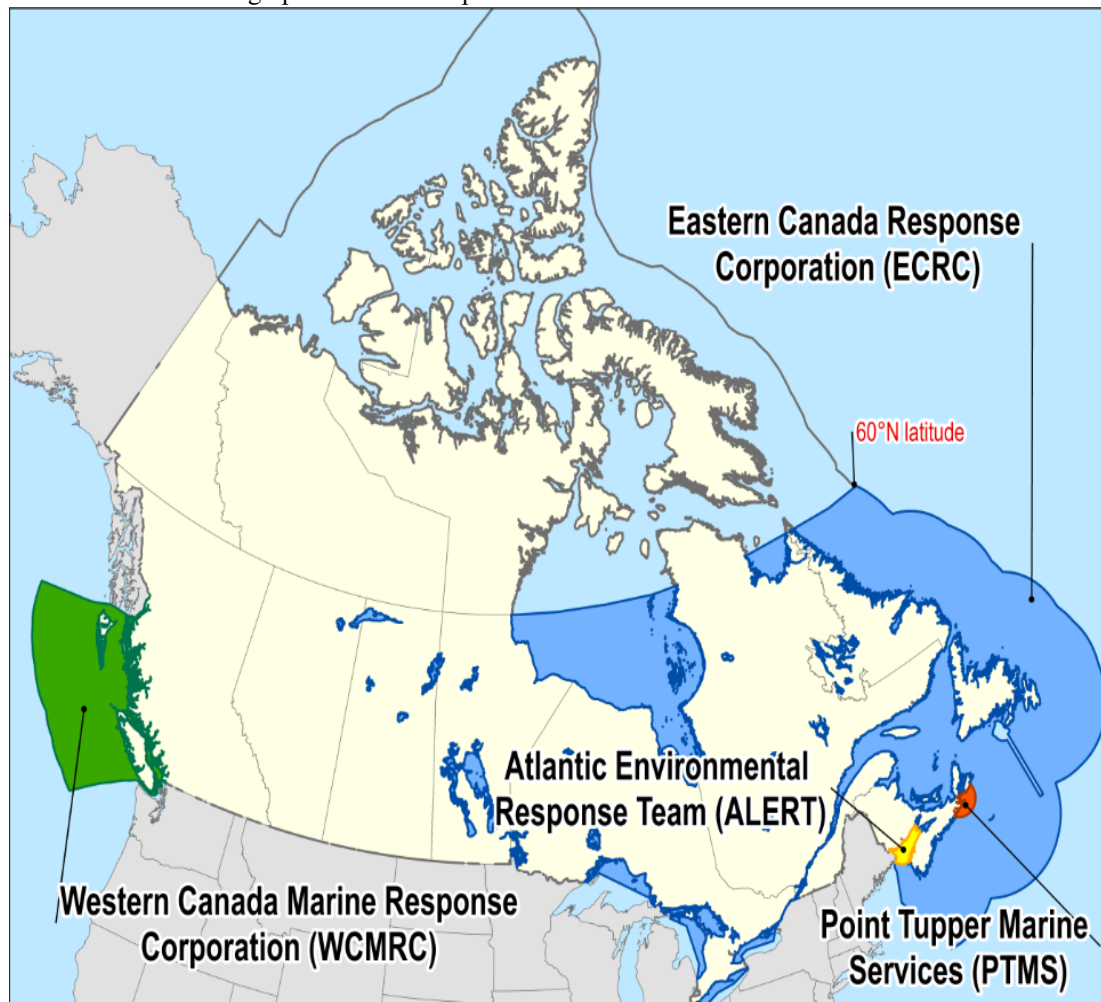 Eastern Canada Response
Corporation (ECRC)
60°N latitude
Atlantic Environmental
Response Team (ALERT)
Western Canada Marine Response
Corporation (WCMRC)
Point Tupper Marine
Services (PTMS)